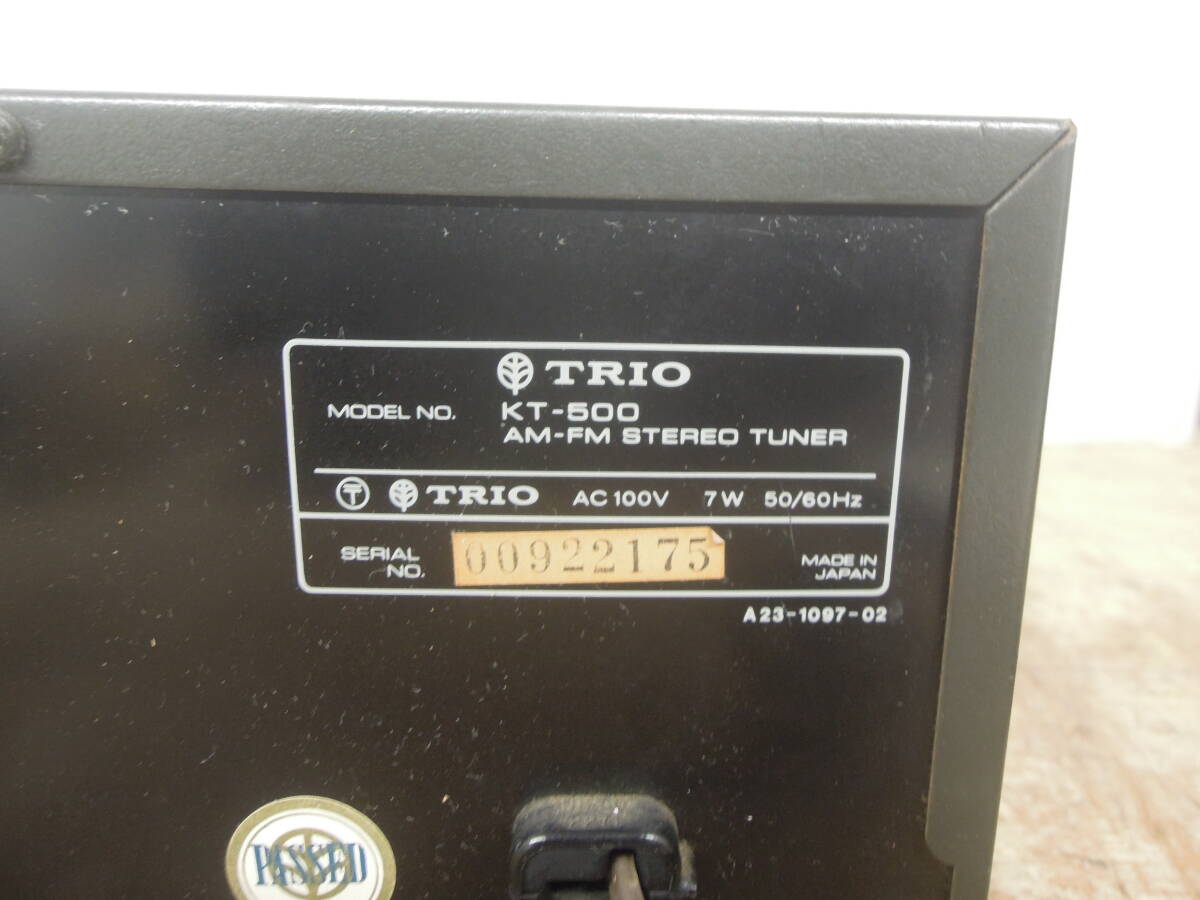 TRIO
MODEL NO. KT-500
AM-FM STEREO TUNER
〒 TRIO AC 100V 7W 50/60Hz
SERIAL NO. 00922175
MADE IN JAPAN
A23-1097-02
PASSED